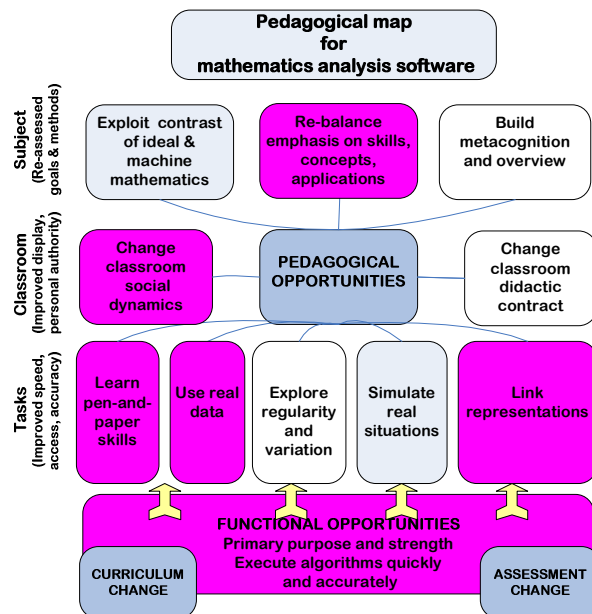 Pedagogical map
for
mathematics analysis software
Subject
(Re-assessed
goals & methods)
Exploit contrast
of ideal &
machine
mathematics
Re-balance
emphasis on skills,
concepts,
applications
Build
metacognition
and overview
Classroom
(Improved display,
personal authority)
Change
classroom
social
dynamics
PEDAGOGICAL
OPPORTUNITIES
Change
classroom
didactic
contract
Tasks
(Improved speed,
access, accuracy)
Learn
pen-and-
paper
skills
Use real
data
Explore
regularity
and
variation
Simulate
real
situations
Link
representations
FUNCTIONAL OPPORTUNITIES
Primary purpose and strength
Execute algorithms quickly
and accurately
CURRICULUM
CHANGE
ASSESSMENT
CHANGE